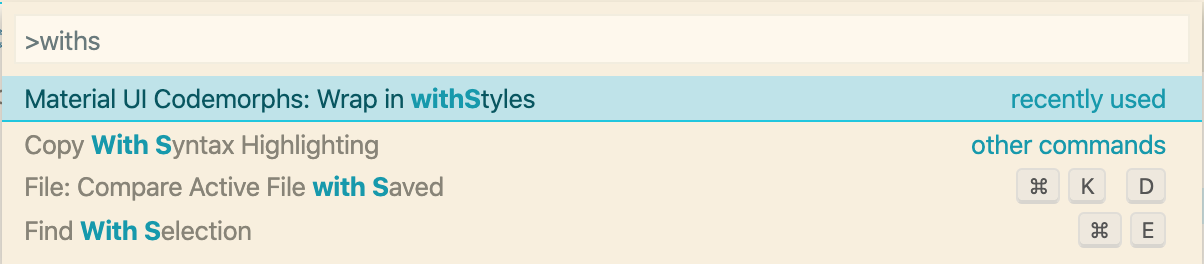 >withs
Material UI Codemorphs: Wrap in withStyles recently used
Copy With Syntax Highlighting other commands
File: Compare Active File with Saved ⌘ K D
Find With Selection ⌘ E